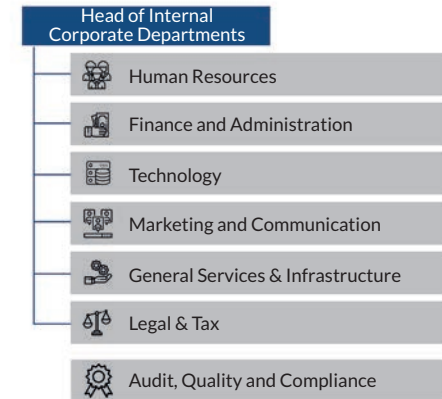 Head of Internal
Corporate Departments
Human Resources
Finance and Administration
Technology
Marketing and Communication
General Services & Infrastructure
Legal & Tax
Audit, Quality and Compliance